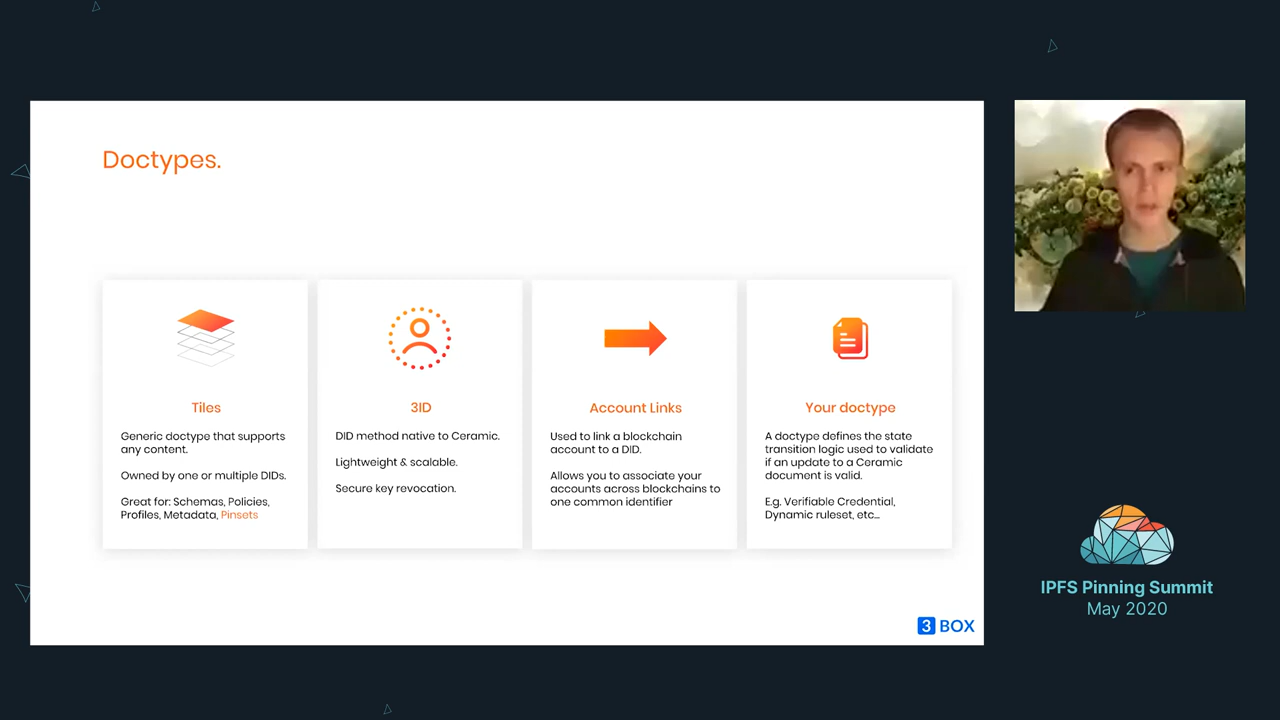 Doctypes.
Tiles
Generic doctype that supports
any content.
Owned by one or multiple DIDs.
Great for: Schemas, Policies,
Profiles, Metadata, Pinsets
3ID
DID method native to Ceramic.
Lightweight & scalable.
Secure key revocation.
Account Links
Used to link a blockchain
account to a DID.
Allows you to associate your
accounts across blockchains to
one common identifier
Your doctype
A doctype defines the state
transition logic used to validate
if an update to a Ceramic
document is valid.
E.g. Verifiable Credential,
Dynamic ruleset, etc...
3 BOX
IPFS Pinning Summit
May 2020